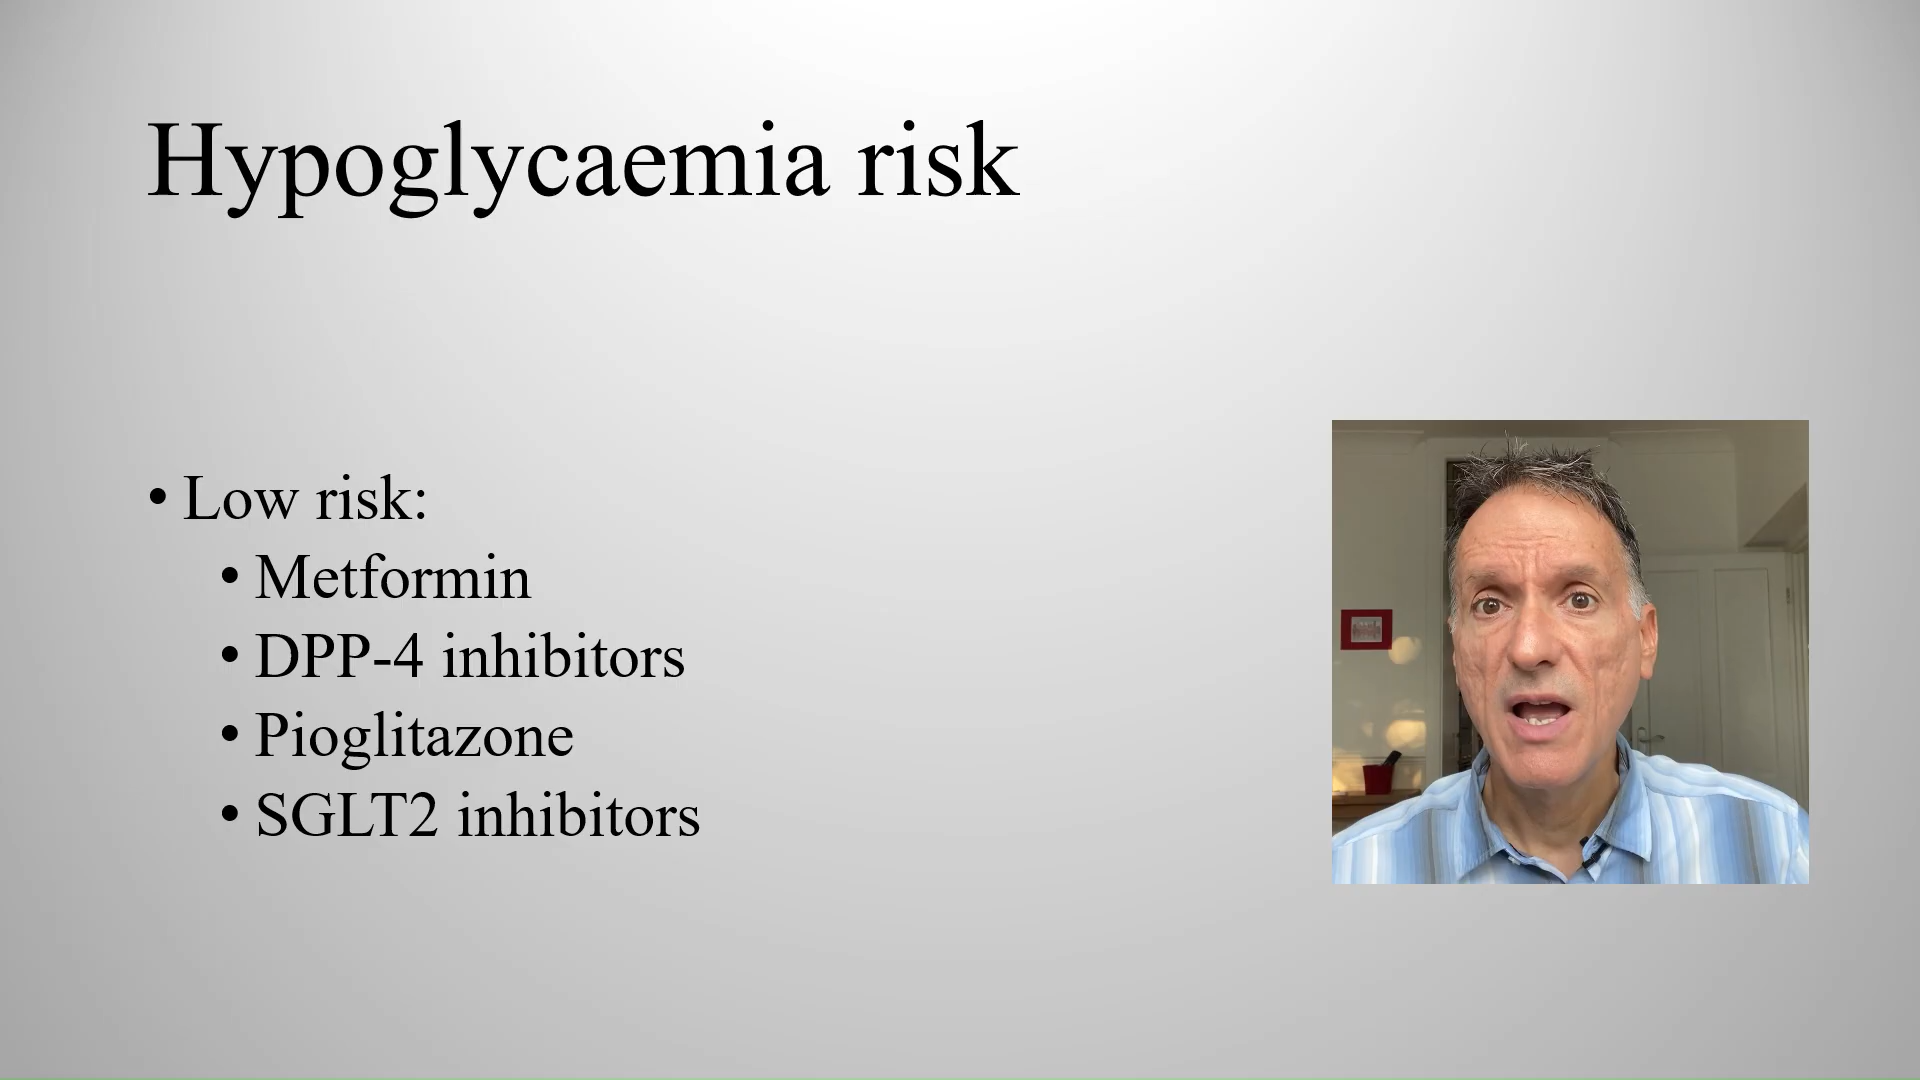 Hypoglycaemia risk
• Low risk:
• Metformin
• DPP-4 inhibitors
• Pioglitazone
• SGLT2 inhibitors